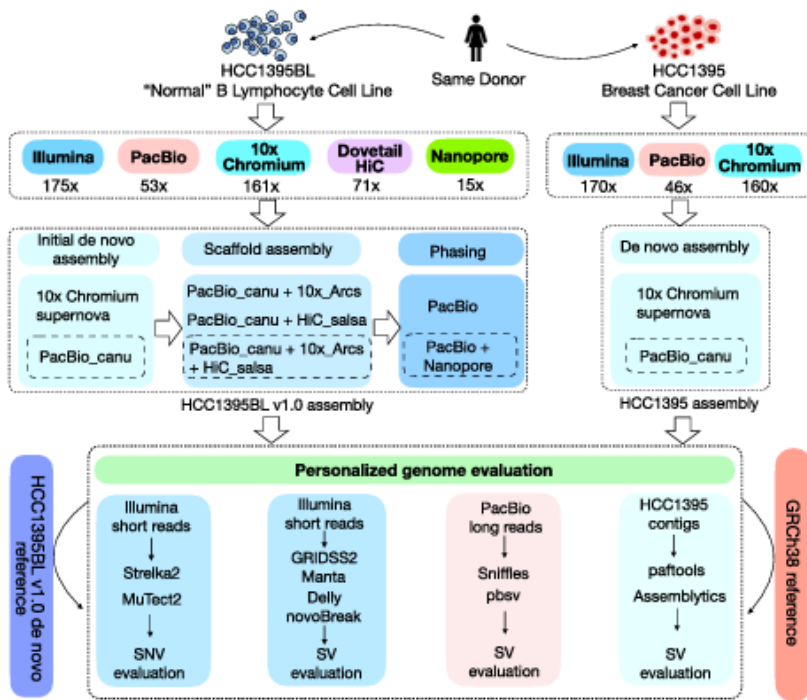 HCC1395BL
"Normal" B Lymphocyte Cell Line
Same Donor
HCC1395
Breast Cancer Cell Line
Illumina
175x
PacBio
53x
10x
Chromium
161x
Dovetail
HiC
71x
Nanopore
15x
Illumina
170x
PacBio
46x
10x
Chromium
160x
Initial de novo
assembly
10x Chromium
supernova
PacBio_canu
Scaffold assembly
PacBio_canu + 10x_Arcs
PacBio_canu + HiC_salsa
PacBio_canu + 10x_Arcs
+ HiC_salsa
Phasing
PacBio
PacBio +
Nanopore
De novo assembly
10x Chromium
supernova
PacBio_canu
HCC1395BL v1.0 assembly
HCC1395 assembly
HCC1395BL v1.0 de novo
reference
Personalized genome evaluation
Illumina
short reads
Strelka2
MuTect2
SNV
evaluation
Illumina
short reads
GRIDSS2
Manta
Delly
novoBreak
SV
evaluation
PacBio
long reads
Sniffles
pbsv
SV
evaluation
HCC1395
contigs
paftools
Assemblytics
SV
evaluation
GRCh38 reference